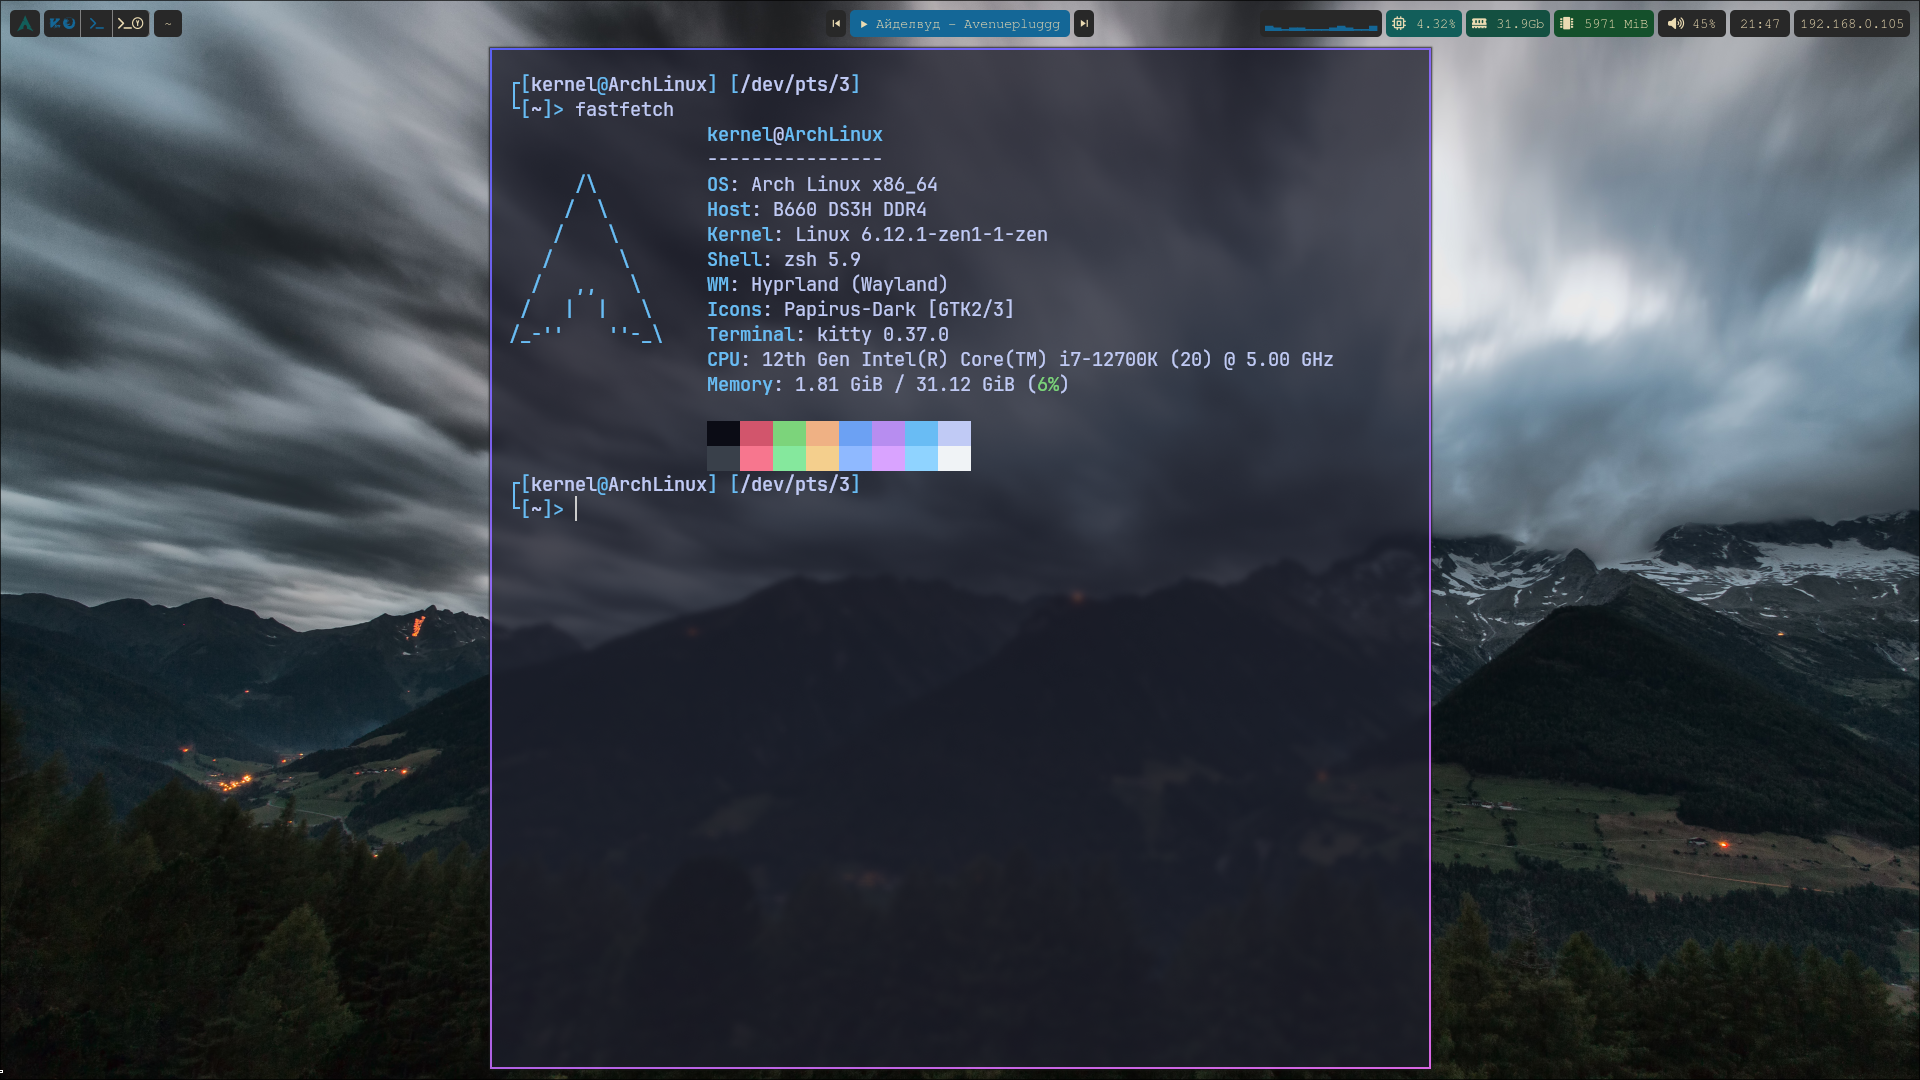 ~
Айделвуд - Avenuepluggg
4.32%
31.9Gb
5971 MiB
45%
21:47
192.168.0.105
┌[kernel@ArchLinux] [/dev/pts/3]
└[~]> fastfetch
kernel@ArchLinux
----------------
OS: Arch Linux x86_64
Host: B660 DS3H DDR4
Kernel: Linux 6.12.1-zen1-1-zen
Shell: zsh 5.9
WM: Hyprland (Wayland)
Icons: Papirus-Dark [GTK2/3]
Terminal: kitty 0.37.0
CPU: 12th Gen Intel(R) Core(TM) i7-12700K (20) @ 5.00 GHz
Memory: 1.81 GiB / 31.12 GiB (6%)
┌[kernel@ArchLinux] [/dev/pts/3]
└[~]>